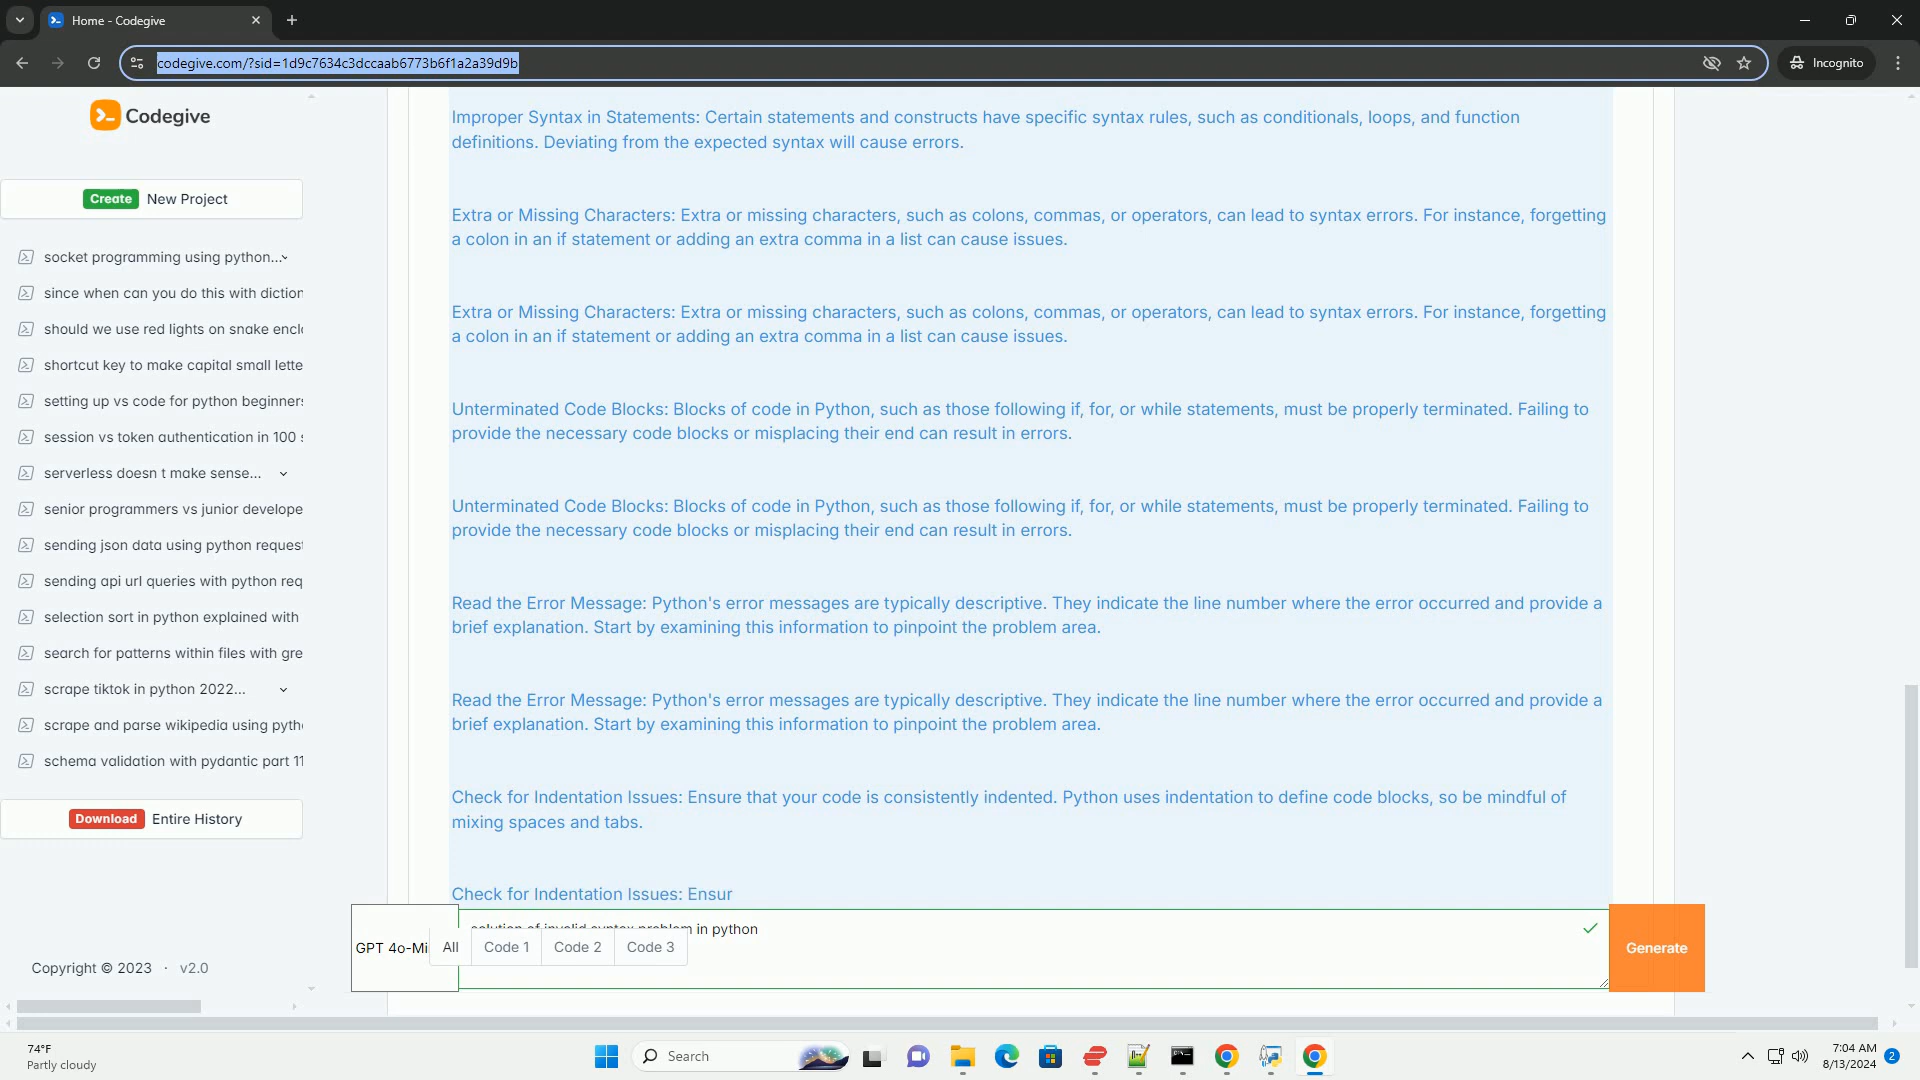 Home - Codegive
codegive.com/?sid=1d9c7634c3dccaab6773b6f1a2a39d9b
Incognito
Codegive
Create New Project
socket programming using python...
since when can you do this with diction
should we use red lights on snake encl
shortcut key to make capital small lette
setting up vs code for python beginners
session vs token authentication in 100 s
serverless doesn t make sense...
senior programmers vs junior develope
sending json data using python request
sending api url queries with python req
selection sort in python explained with
search for patterns within files with gre
scrape tiktok in python 2022...
scrape and parse wikipedia using pyth
schema validation with pydantic part 11
Download Entire History
Copyright © 2023 · v2.0
Improper Syntax in Statements: Certain statements and constructs have specific syntax rules, such as conditionals, loops, and function
definitions. Deviating from the expected syntax will cause errors.
Extra or Missing Characters: Extra or missing characters, such as colons, commas, or operators, can lead to syntax errors. For instance, forgetting
a colon in an if statement or adding an extra comma in a list can cause issues.
Extra or Missing Characters: Extra or missing characters, such as colons, commas, or operators, can lead to syntax errors. For instance, forgetting
a colon in an if statement or adding an extra comma in a list can cause issues.
Unterminated Code Blocks: Blocks of code in Python, such as those following if, for, or while statements, must be properly terminated. Failing to
provide the necessary code blocks or misplacing their end can result in errors.
Unterminated Code Blocks: Blocks of code in Python, such as those following if, for, or while statements, must be properly terminated. Failing to
provide the necessary code blocks or misplacing their end can result in errors.
Read the Error Message: Python's error messages are typically descriptive. They indicate the line number where the error occurred and provide a
brief explanation. Start by examining this information to pinpoint the problem area.
Read the Error Message: Python's error messages are typically descriptive. They indicate the line number where the error occurred and provide a
brief explanation. Start by examining this information to pinpoint the problem area.
Check for Indentation Issues: Ensure that your code is consistently indented. Python uses indentation to define code blocks, so be mindful of
mixing spaces and tabs.
Check for Indentation Issues: Ensur
solution of invalid syntax problem in python
GPT 4o-Mi All Code 1 Code 2 Code 3
Generate
74°F
Partly cloudy
Search
7:04 AM
8/13/2024
2